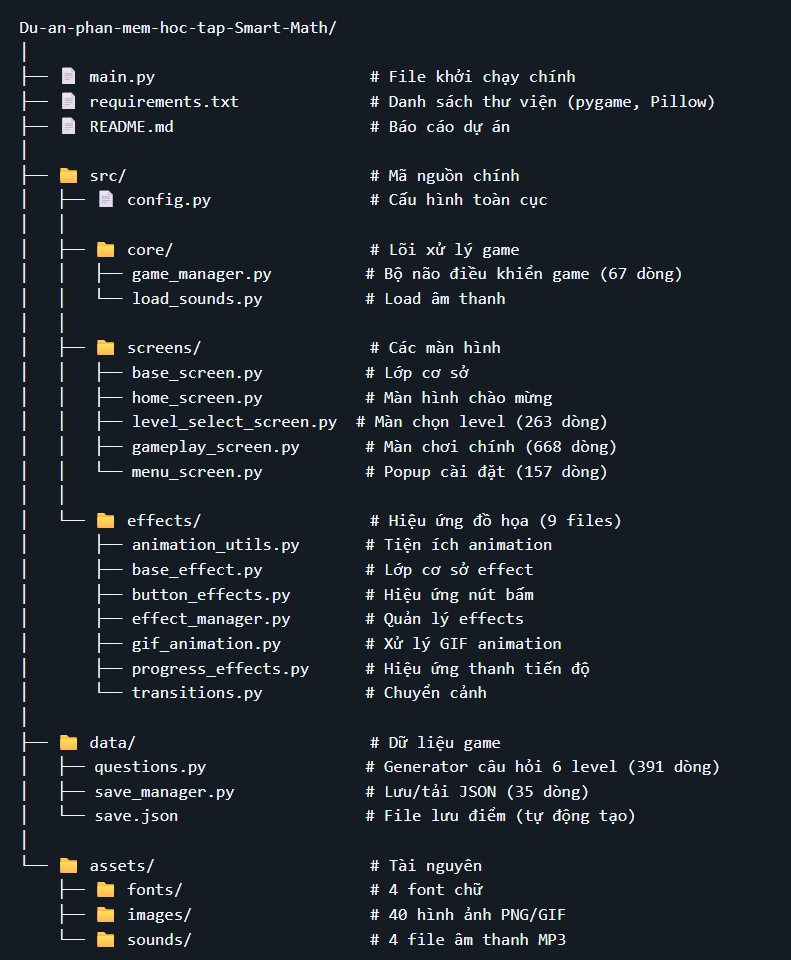 Du-an-phan-mem-hoc-tap-Smart-Math/
│
├── 📄 main.py                       # File khởi chạy chính
├── 📄 requirements.txt              # Danh sách thư viện (pygame, Pillow)
├── 📄 README.md                     # Báo cáo dự án
│
├── 📁 src/                          # Mã nguồn chính
│   ├── 📄 config.py                 # Cấu hình toàn cục
│   │
│   ├── 📁 core/                     # Lõi xử lý game
│   │   ├── game_manager.py          # Bộ não điều khiển game (67 dòng)
│   │   └── load_sounds.py           # Load âm thanh
│   │
│   ├── 📁 screens/                  # Các màn hình
│   │   ├── base_screen.py           # Lớp cơ sở
│   │   ├── home_screen.py           # Màn hình chào mừng
│   │   ├── level_select_screen.py  # Màn chọn level (263 dòng)
│   │   ├── gameplay_screen.py       # Màn chơi chính (668 dòng)
│   │   └── menu_screen.py           # Popup cài đặt (157 dòng)
│   │
│   └── 📁 effects/                  # Hiệu ứng đồ họa (9 files)
│       ├── animation_utils.py       # Tiện ích animation
│       ├── base_effect.py           # Lớp cơ sở effect
│       ├── button_effects.py        # Hiệu ứng nút bấm
│       ├── effect_manager.py        # Quản lý effects
│       ├── gif_animation.py         # Xử lý GIF animation
│       ├── progress_effects.py      # Hiệu ứng thanh tiến độ
│       └── transitions.py           # Chuyển cảnh
│
├── 📁 data/                         # Dữ liệu game
│   ├── questions.py                 # Generator câu hỏi 6 level (391 dòng)
│   ├── save_manager.py              # Lưu/tải JSON (35 dòng)
│   └── save.json                    # File lưu điểm (tự động tạo)
│
└── 📁 assets/                       # Tài nguyên
    ├── 📁 fonts/                    # 4 font chữ
    ├── 📁 images/                   # 40 hình ảnh PNG/GIF
    └── 📁 sounds/                   # 4 file âm thanh MP3